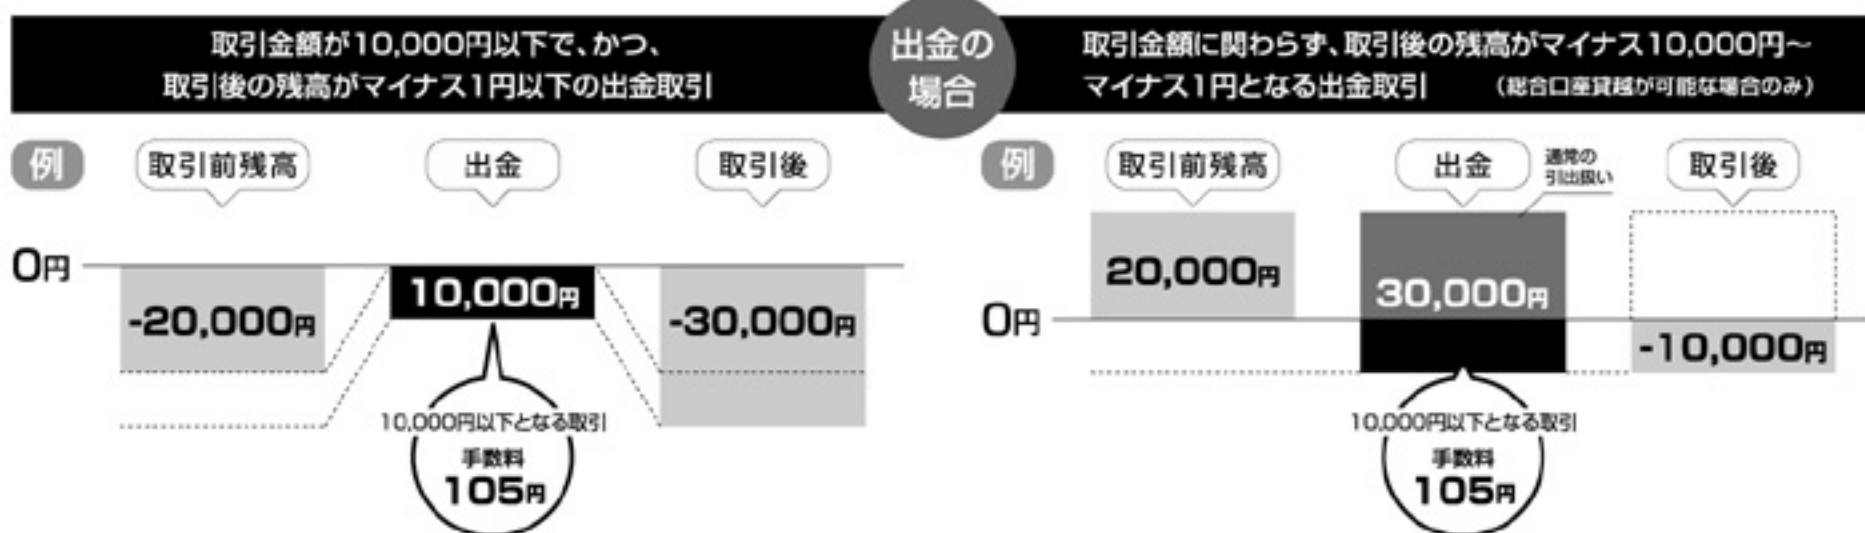 取引金額が10,000円以下で、かつ、
取引後の残高がマイナス1円以下の出金取引
出金の
場合
取引金額に関わらず、取引後の残高がマイナス10,000円～
マイナス1円となる出金取引 （総合口座貸越が可能な場合のみ）
例
取引前残高
出金
取引後
0円
-20,000円
10,000円
-30,000円
10,000円以下となる取引
手数料
105円
例
取引前残高
出金
通常の
引出扱い
取引後
20,000円
30,000円
0円
-10,000円
10,000円以下となる取引
手数料
105円